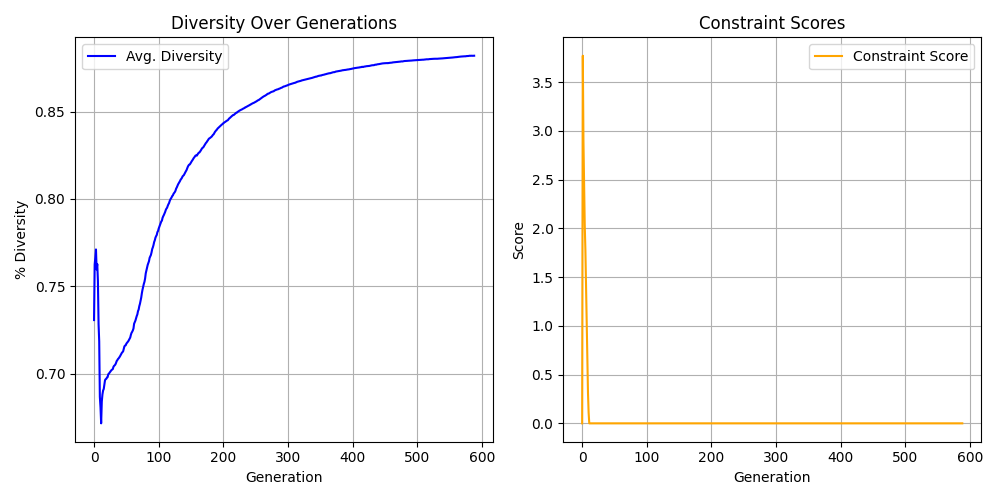 Diversity Over Generations
Avg. Diversity
% Diversity
0.85
0.80
0.75
0.70
0 100 200 300 400 500 600
Generation
Constraint Scores
Constraint Score
Score
3.5
3.0
2.5
2.0
1.5
1.0
0.5
0.0
0 100 200 300 400 500 600
Generation